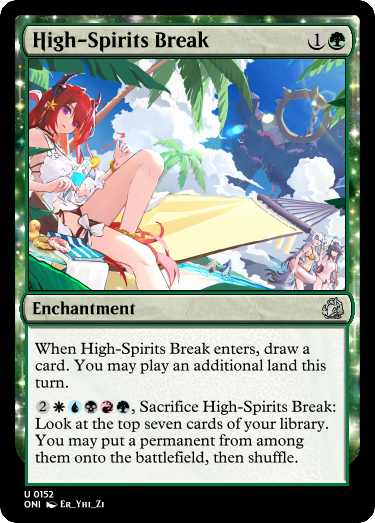 High-Spirits Break 1
Enchantment
When High-Spirits Break enters, draw a
card. You may play an additional land this
turn.
2, Sacrifice High-Spirits Break:
Look at the top seven cards of your library.
You may put a permanent from among
them onto the battlefield, then shuffle.
U 0152
ONI Er_Yhi_Zi